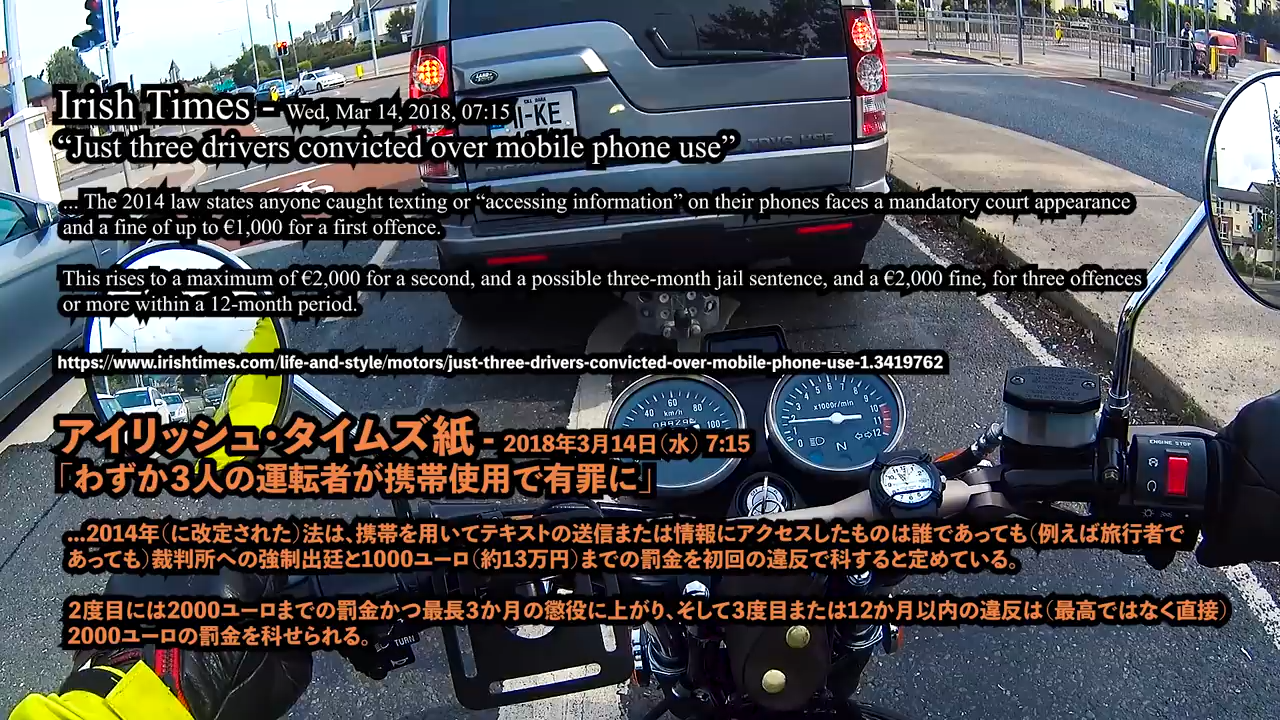 Irish Times - Wed, Mar 14, 2018, 07:15
“Just three drivers convicted over mobile phone use”
... The 2014 law states anyone caught texting or “accessing information” on their phones faces a mandatory court appearance
and a fine of up to €1,000 for a first offence.
This rises to a maximum of €2,000 for a second, and a possible three-month jail sentence, and a €2,000 fine, for three offences
or more within a 12-month period.
https://www.irishtimes.com/life-and-style/motors/just-three-drivers-convicted-over-mobile-phone-use-1.3419762
アイリッシュ・タイムズ紙 - 2018年3月14日（水） 7:15
「わずか3人の運転者が携帯使用で有罪に」
...2014年（に改定された）法は、携帯を用いてテキストの送信または情報にアクセスしたものは誰であっても（例えば旅行者で
あっても）裁判所への強制出廷と1000ユーロ（約13万円）までの罰金を初回の違反で科すると定めている。
2度目には2000ユーロまでの罰金かつ最長3か月の懲役に上がり、そして3度目または12か月以内の違反は（最高ではなく直接）
2000ユーロの罰金を科せられる。
-KE
TDV6 HSE
40 60 80 100
km/h
x1000r/min
N
ENGINE STOP
TURN